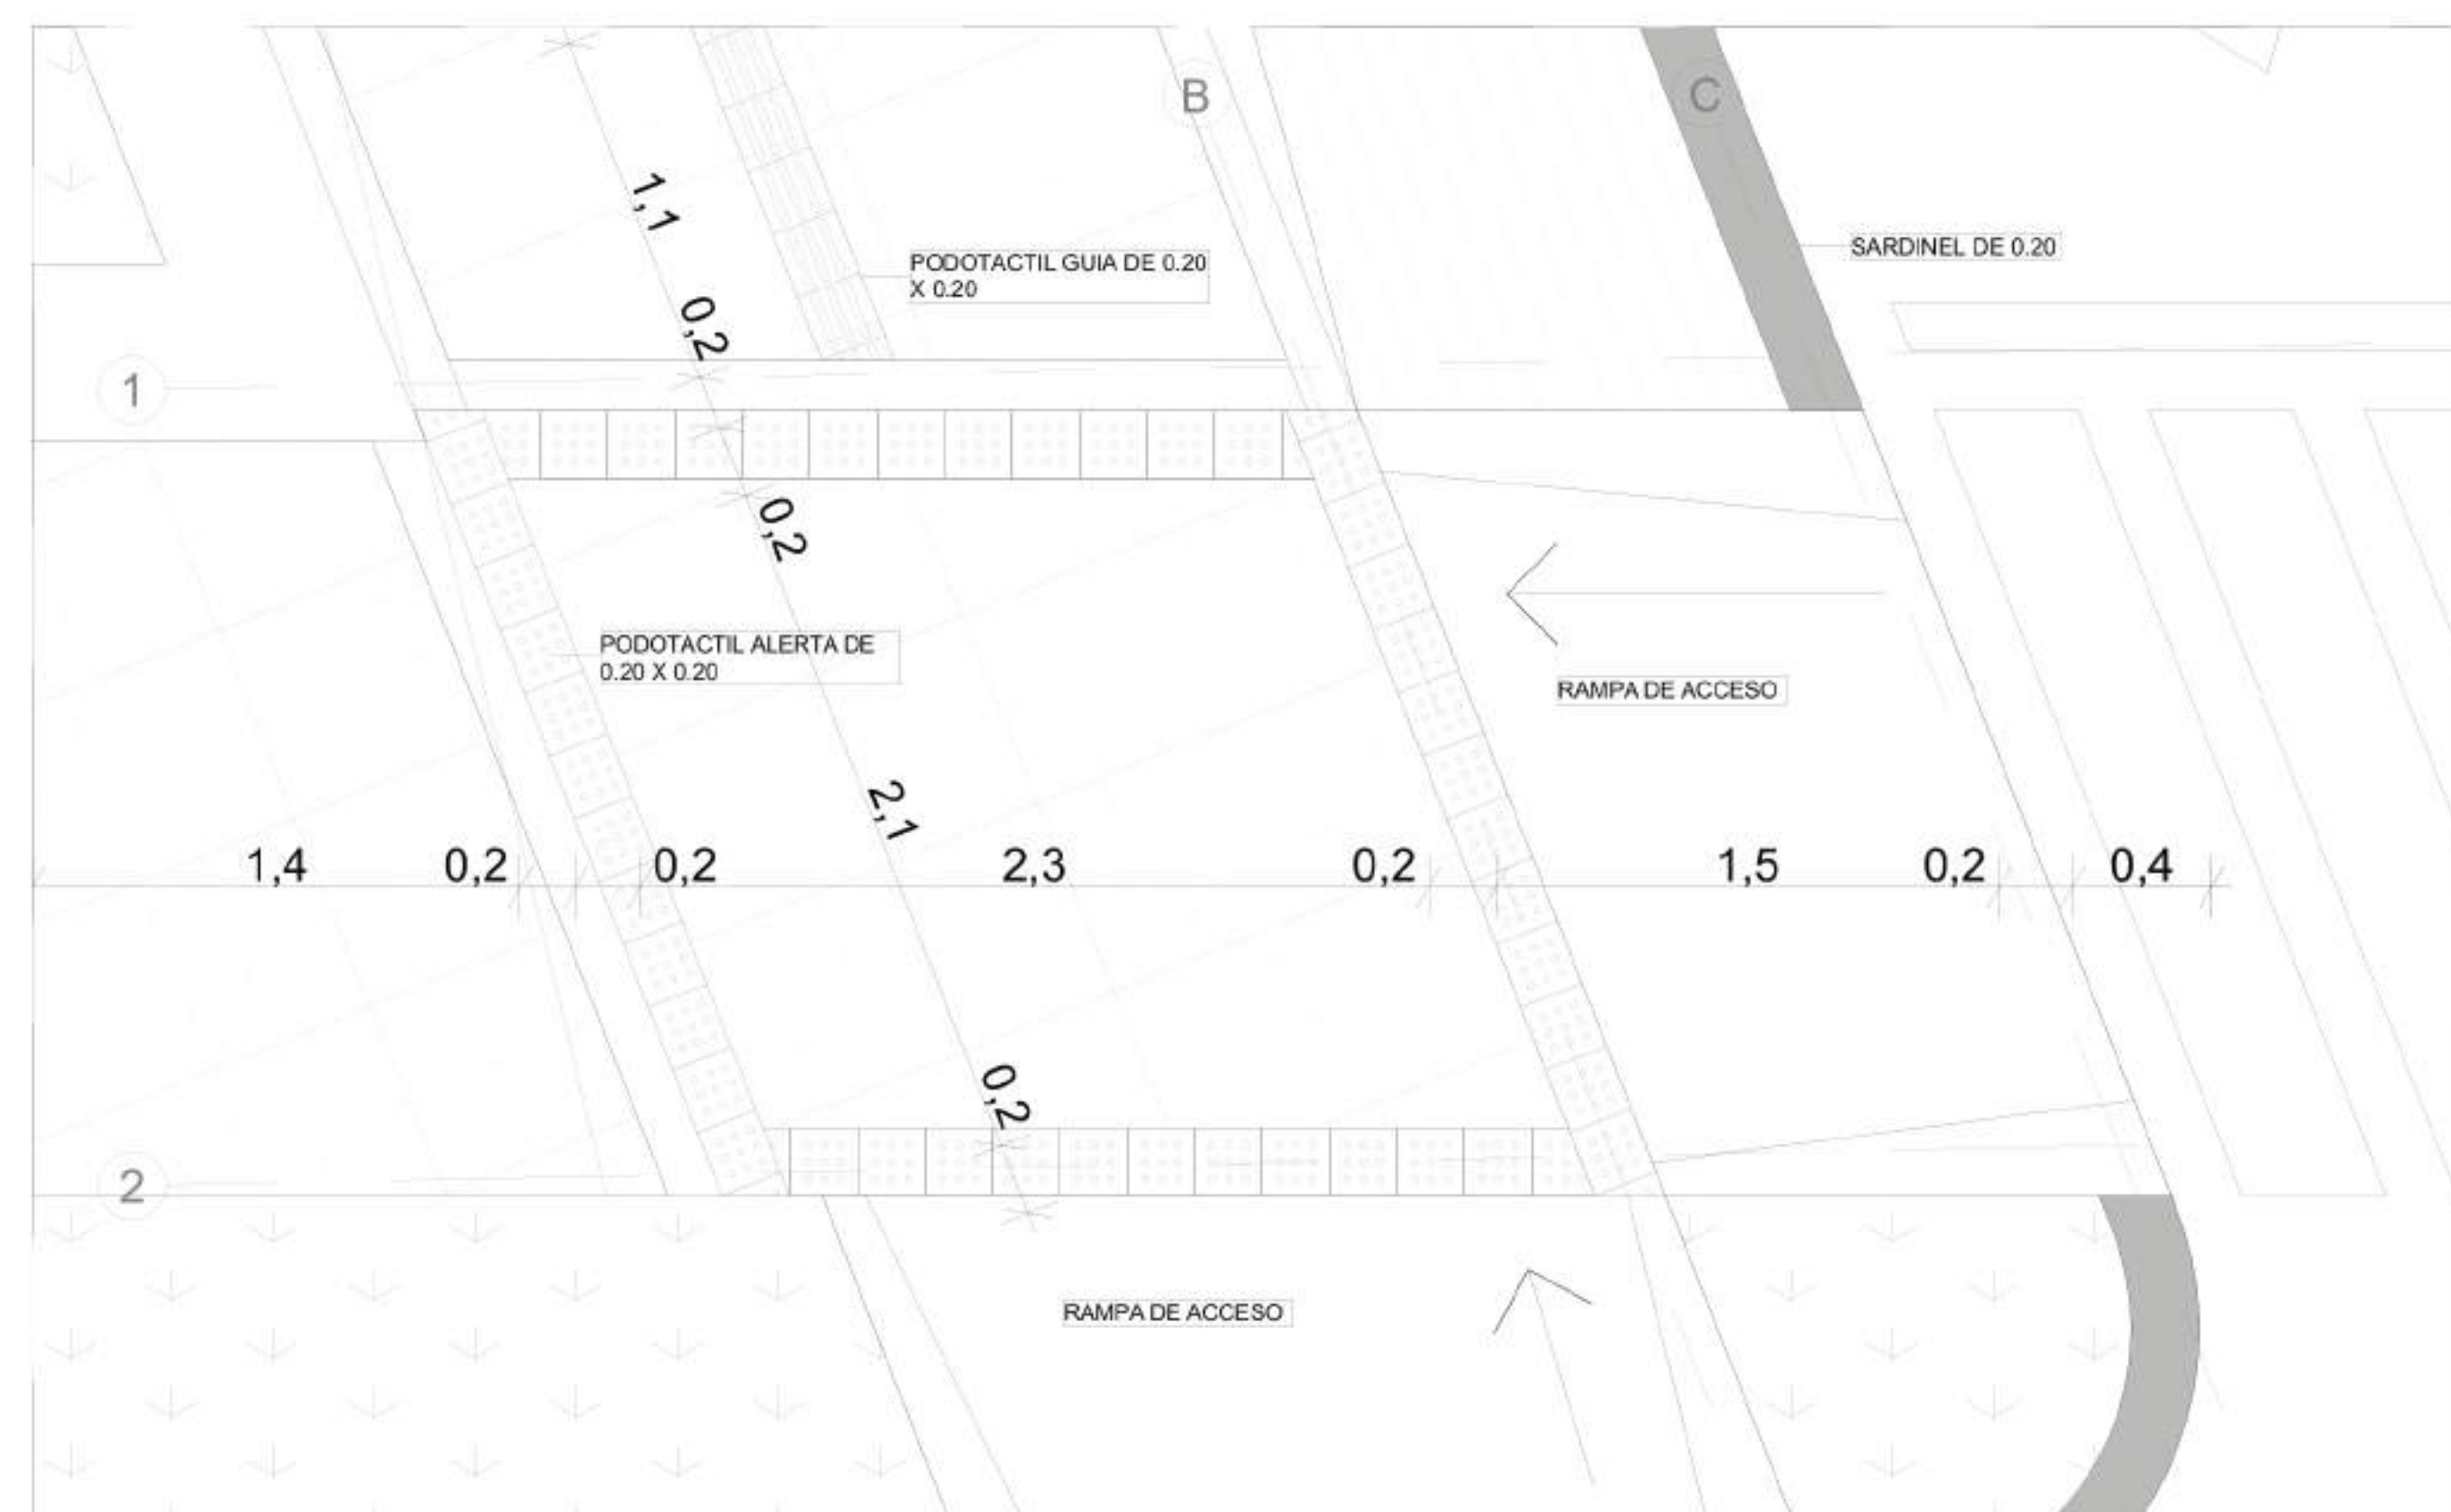 B
C
1,1
SARDINEL DE 0.20
PODOTACTIL GUIA DE 0.20
X 0.20
0,2
1
0,2
PODOTACTIL ALERTA DE
0.20 X 0.20
RAMPA DE ACCESO
2,1
1,4 0,2 0,2 2,3 0,2 1,5 0,2 0,4
0,2
2
RAMPA DE ACCESO